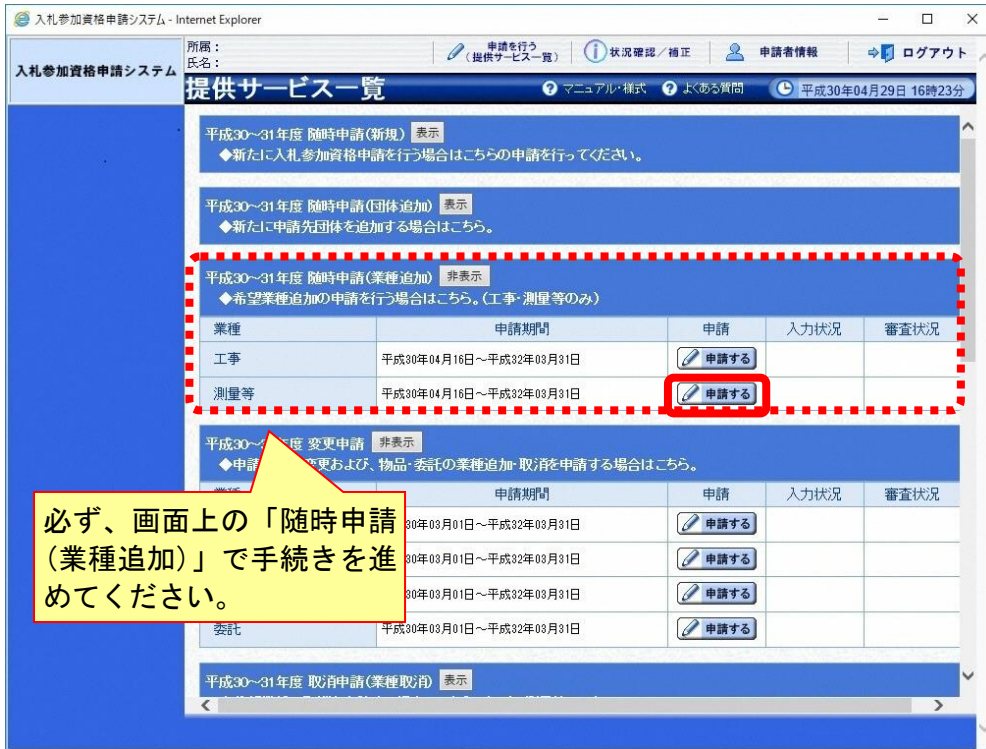 入札参加資格申請システム - Internet Explorer
入札参加資格申請システム
所属：
氏名：
申請を行う
(提供サービス一覧)
状況確認／補正
申請者情報
ログアウト
提供サービス一覧
マニュアル・様式
よくある質問
平成30年04月29日 16時23分
平成30～31年度 随時申請(新規) 表示
◆新たに入札参加資格申請を行う場合はこちらの申請を行ってください。
平成30～31年度 随時申請(団体追加) 表示
◆新たに申請先団体を追加する場合はこちら。
平成30～31年度 随時申請(業種追加) 非表示
◆希望業種追加の申請を行う場合はこちら。(工事・測量等のみ)
業種 申請期間 申請 入力状況 審査状況
工事 平成30年04月16日～平成32年03月31日 申請する
測量等 平成30年04月16日～平成32年03月31日 申請する
平成30～3 年度 変更申請 非表示
◆申請 変更および、物品・委託の業種追加・取消を申請する場合はこちら。
申請期間 申請 入力状況 審査状況
30年03月01日～平成32年03月31日 申請する
30年03月01日～平成32年03月31日 申請する
30年03月01日～平成32年03月31日 申請する
委託 平成30年03月01日～平成32年03月31日 申請する
必ず、画面上の「随時申請
(業種追加)」で手続きを進
めてください。
平成30～31年度 取消申請(業種取消) 表示